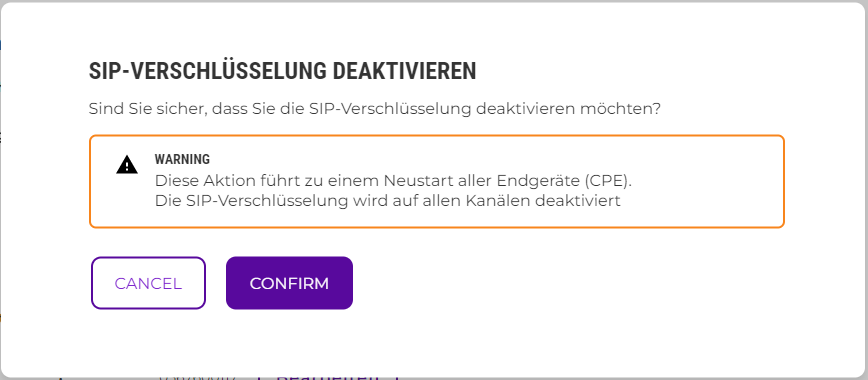 SIP-VERSCHLÜSSELUNG DEAKTIVIEREN
Sind Sie sicher, dass Sie die SIP-Verschlüsselung deaktivieren möchten?
WARNING
Diese Aktion führt zu einem Neustart aller Endgeräte (CPE).
Die SIP-Verschlüsselung wird auf allen Kanälen deaktiviert
CANCEL
CONFIRM
Bearbeiten